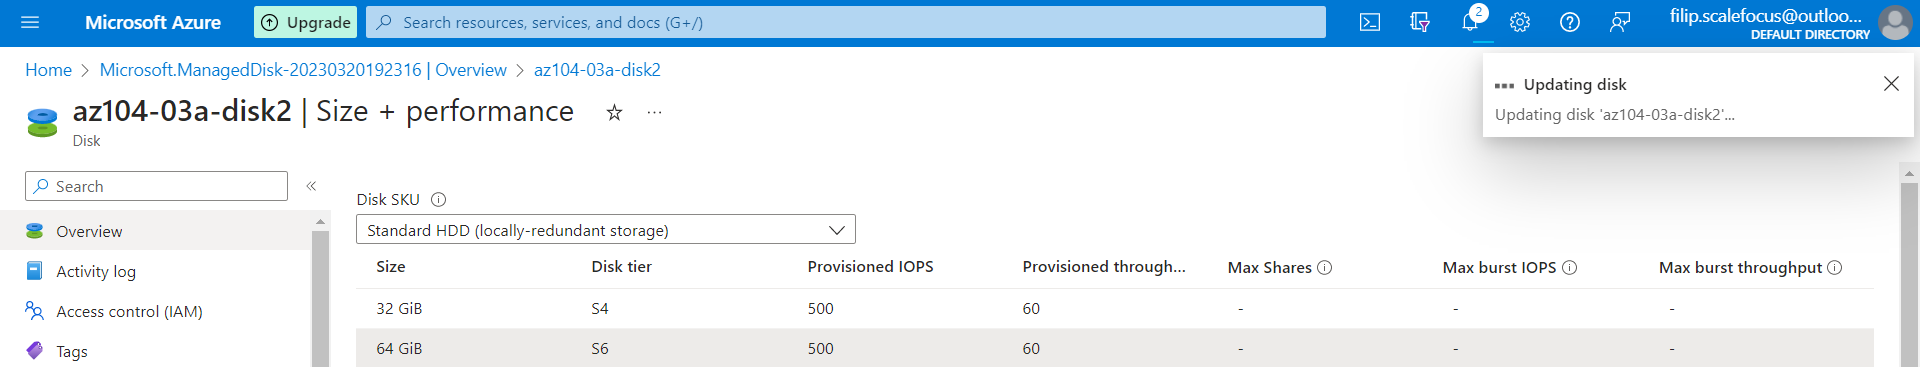 Microsoft Azure
Upgrade
Search resources, services, and docs (G+/)
2
filip.scalefocus@outloo...
DEFAULT DIRECTORY
Home > Microsoft.ManagedDisk-20230320192316 | Overview > az104-03a-disk2
Updating disk
Updating disk 'az104-03a-disk2'...
az104-03a-disk2 | Size + performance
Disk
Search
Overview
Activity log
Access control (IAM)
Tags
Disk SKU
Standard HDD (locally-redundant storage)
Size Disk tier Provisioned IOPS Provisioned through... Max Shares Max burst IOPS Max burst throughput
32 GiB S4 500 60 - - -
64 GiB S6 500 60 - - -